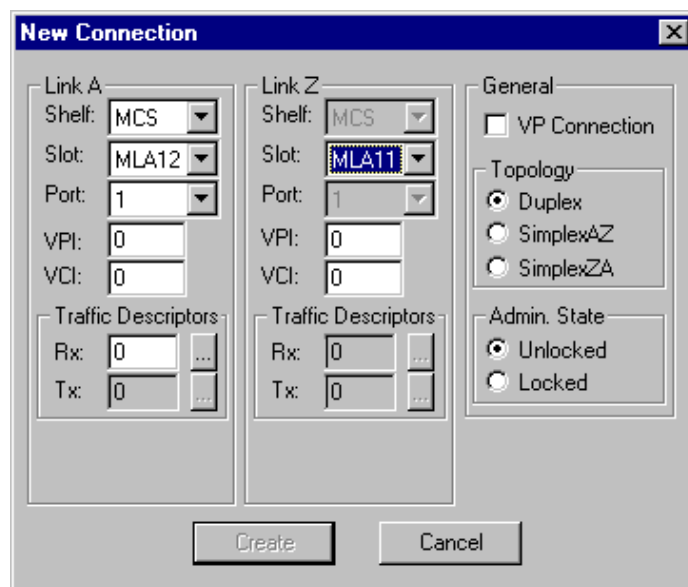 New Connection
Link A
Shelf: MCS
Slot: MLA12
Port: 1
VPI: 0
VCI: 0
Traffic Descriptors
Rx: 0 ...
Tx: 0 ...
Link Z
Shelf: MCS
Slot: MLA11
Port: 1
VPI: 0
VCI: 0
Traffic Descriptors
Rx: 0 ...
Tx: 0 ...
General
VP Connection
Topology
Duplex
SimplexAZ
SimplexZA
Admin. State
Unlocked
Locked
Create
Cancel